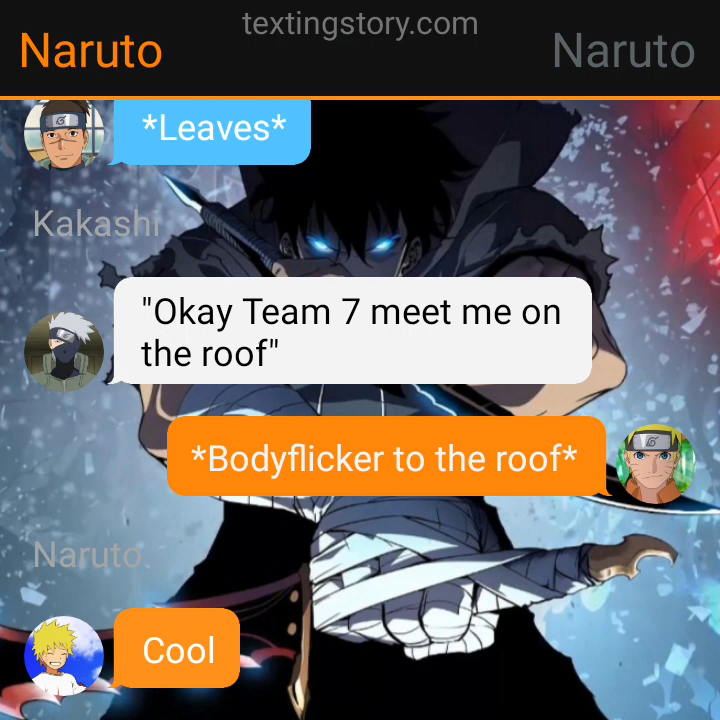 textingstory.com
Naruto
Naruto
*Leaves*
Kakashi
"Okay Team 7 meet me on
the roof"
*Bodyflicker to the roof*
Naruto
Cool